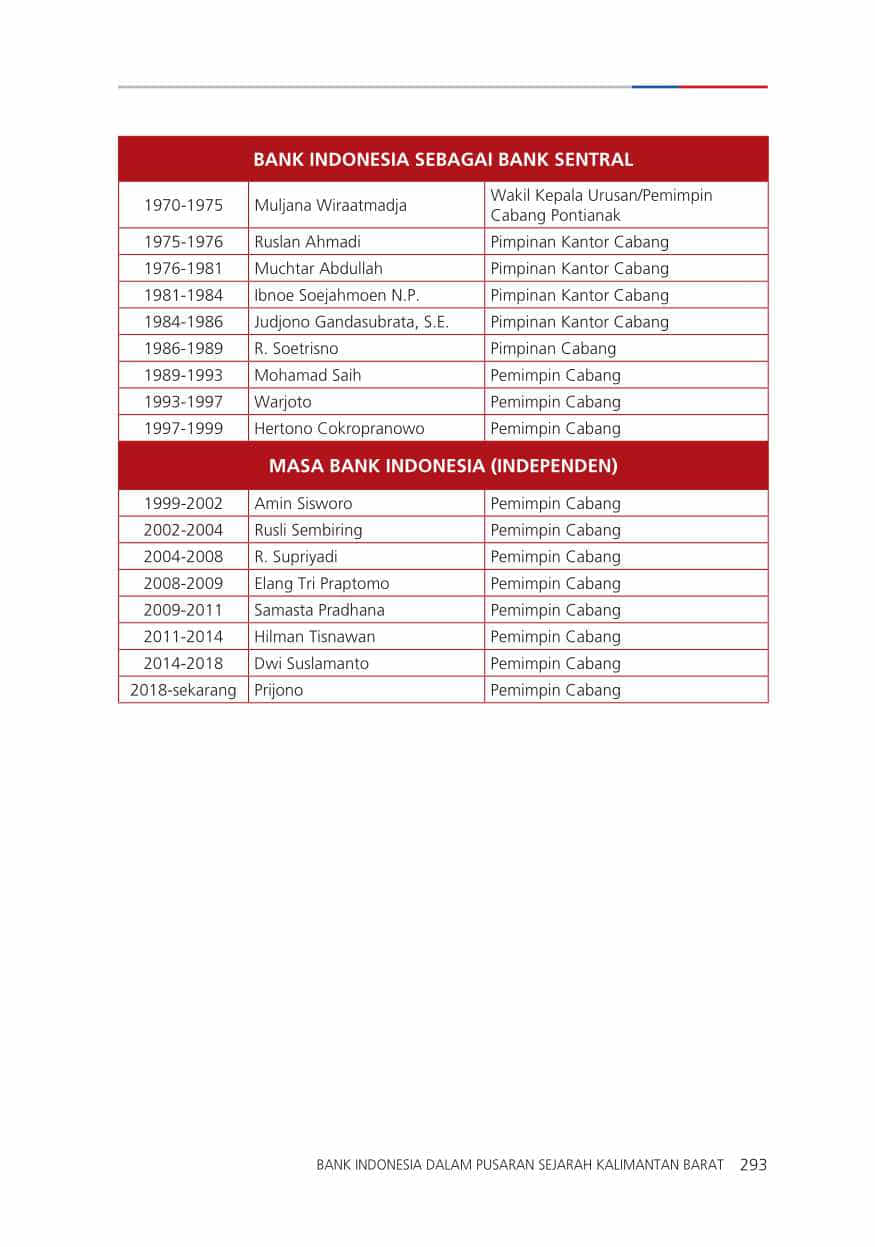 BANK INDONESIA SEBAGAI BANK SENTRAL
1970-1975 Muljana Wiraatmadja Wakil Kepala Urusan/Pemimpin
Cabang Pontianak
1975-1976 Ruslan Ahmadi Pimpinan Kantor Cabang
1976-1981 Muchtar Abdullah Pimpinan Kantor Cabang
1981-1984 Ibnoe Soejahmoen N.P. Pimpinan Kantor Cabang
1984-1986 Judjono Gandasubrata, S.E. Pimpinan Kantor Cabang
1986-1989 R. Soetrisno Pimpinan Cabang
1989-1993 Mohamad Saih Pemimpin Cabang
1993-1997 Warjoto Pemimpin Cabang
1997-1999 Hertono Cokropranowo Pemimpin Cabang
MASA BANK INDONESIA (INDEPENDEN)
1999-2002 Amin Sisworo Pemimpin Cabang
2002-2004 Rusli Sembiring Pemimpin Cabang
2004-2008 R. Supriyadi Pemimpin Cabang
2008-2009 Elang Tri Praptomo Pemimpin Cabang
2009-2011 Samasta Pradhana Pemimpin Cabang
2011-2014 Hilman Tisnawan Pemimpin Cabang
2014-2018 Dwi Suslamanto Pemimpin Cabang
2018-sekarang Prijono Pemimpin Cabang
BANK INDONESIA DALAM PUSARAN SEJARAH KALIMANTAN BARAT 293